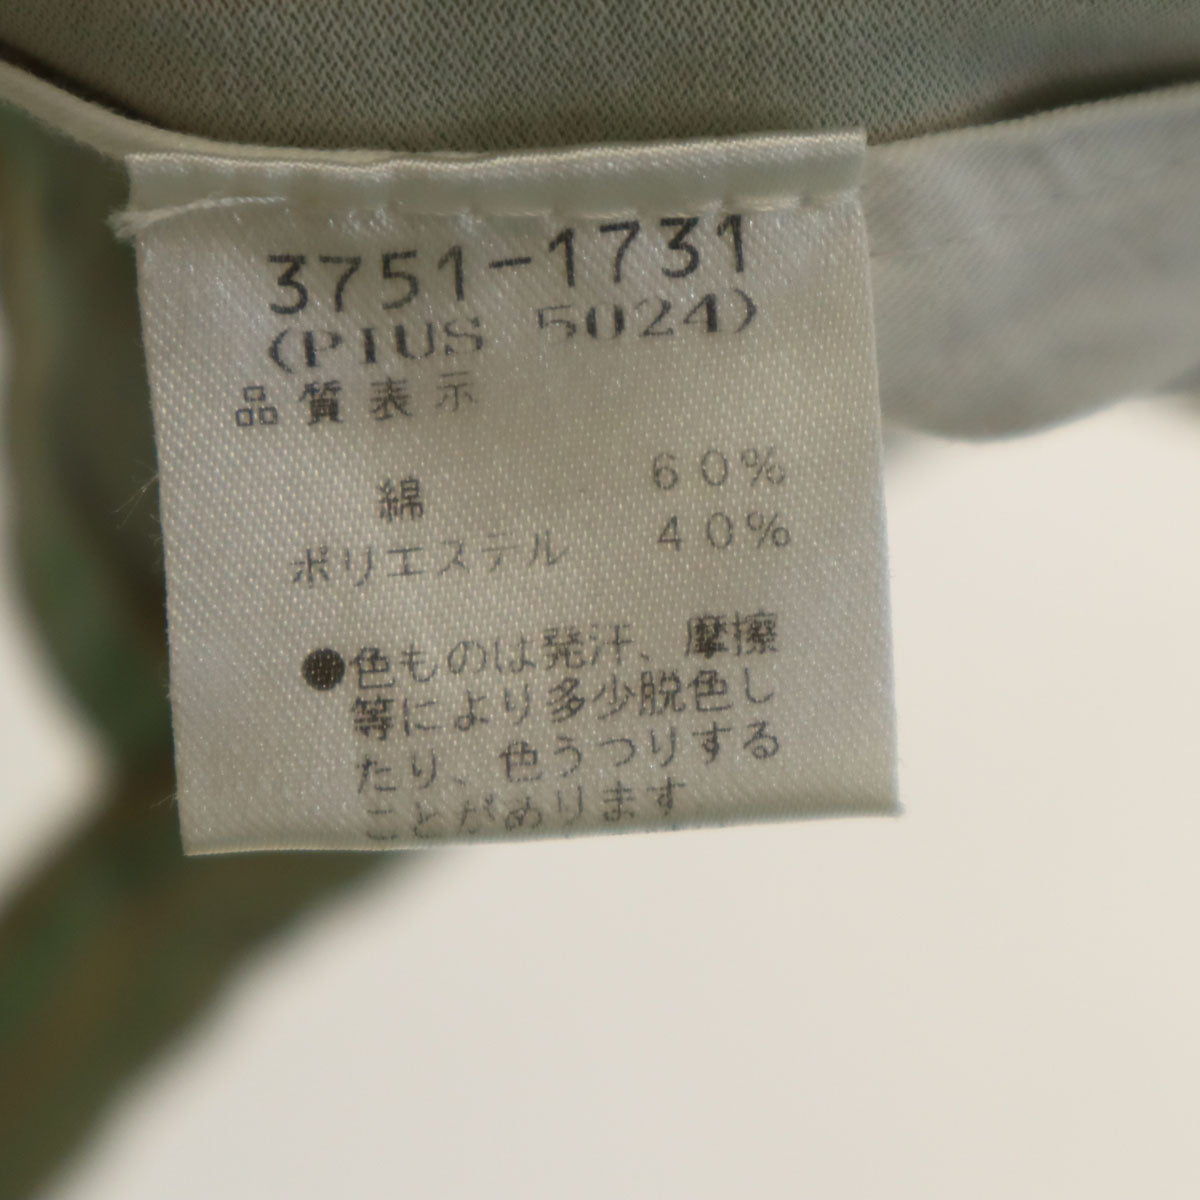 3751-1731
(PIUS 5024)
品質表示
綿 60%
ポリエステル 40%
●色ものは発汗、摩擦
等により多少脱色し
たり、色うつりする
ことがあります